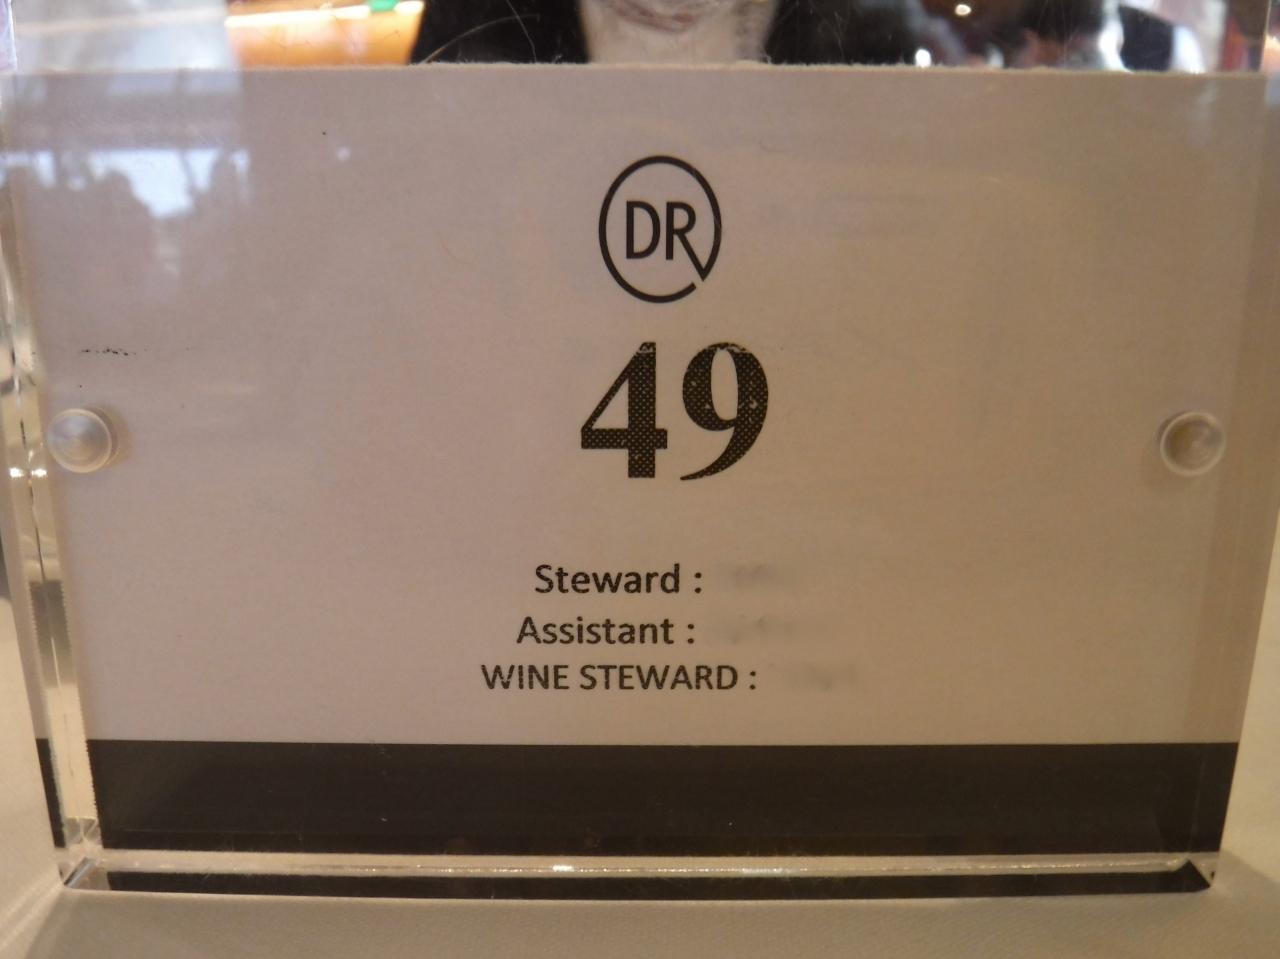 DR
49
Steward :
Assistant :
WINE STEWARD :